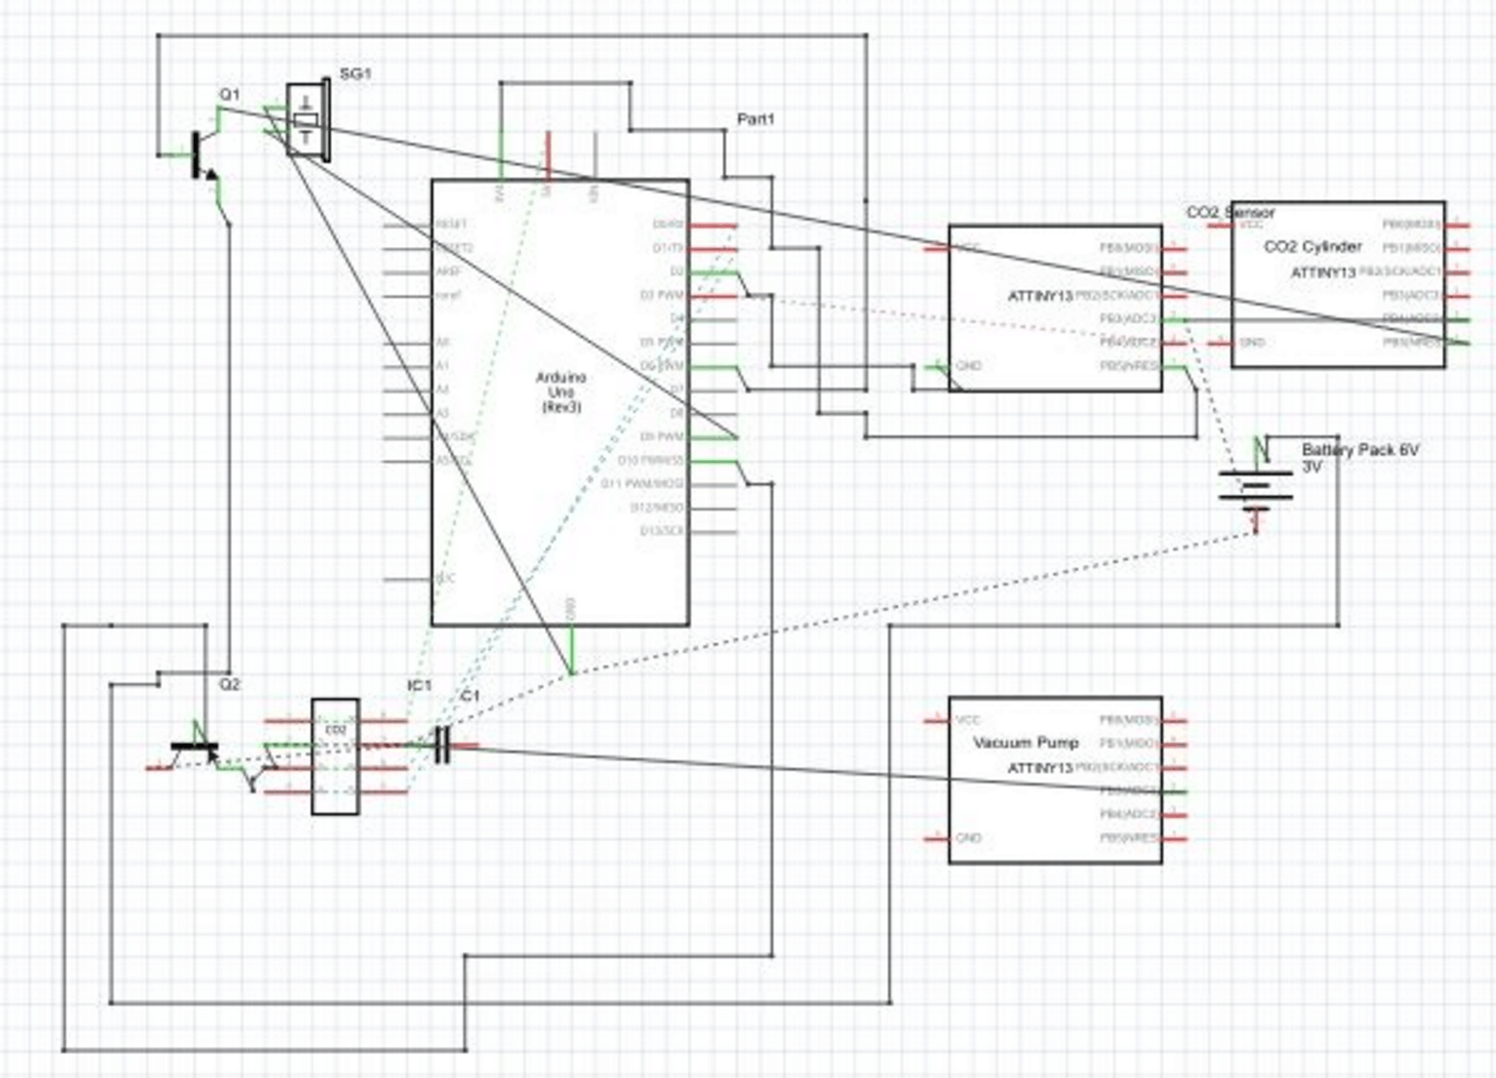 SG1
Q1
Part1
RESET
RESET2
AREF
ioref
A0
A1
A2
A3
N/C
D0/RX
D1/TX
D2
D3 PWM
D4
D5 PWM
D6 PWM
D7
D8
D9 PWM
D10 PWM/SS
D11 PWM/MOSI
D12/MISO
D13/SCK
GND
Arduino
Uno
(Rev3)
VCC
GND
ATTINY13
PB0(MOSI)
PB1(MISO)
PB2(SCK/ADC1)
PB3(ADC3)
PB4(ADC2)
PB5(NRES)
CO2 Sensor
VCC
CO2 Cylinder
ATTINY13
GND
PB0(MOSI)
PB1(MISO)
PB2(SCK/ADC1)
PB3(ADC3)
PB4(ADC2)
PB5(NRES)
Battery Pack 6V
3V
Q2
IC1
C1
CO2
VCC
Vacuum Pump
ATTINY13
GND
PB0(MOSI)
PB1(MISO)
PB2(SCK/ADC1)
PB3(ADC3)
PB4(ADC2)
PB5(NRES)